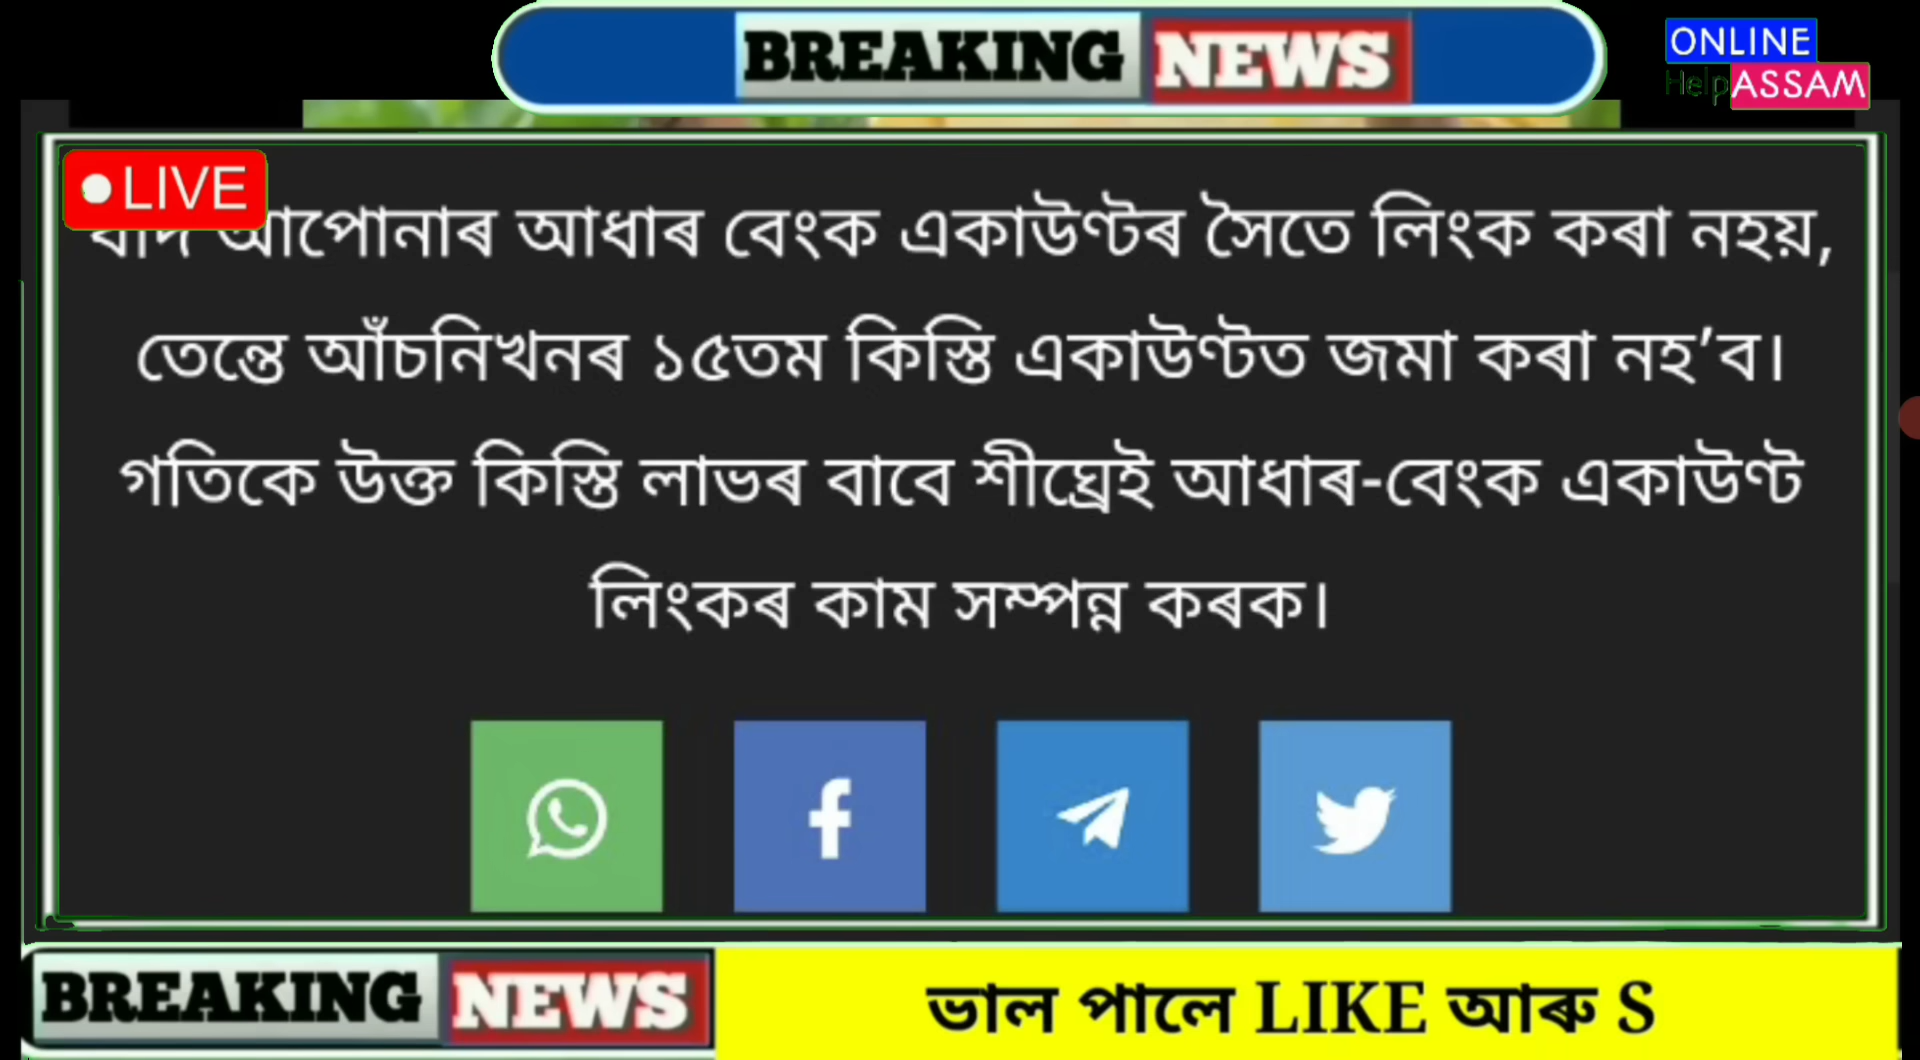 BREAKING NEWS
ONLINE
Help ASSAM
LIVE
আপোনাৰ আধাৰ বেংক একাউণ্টৰ সৈতে লিংক কৰা নহয়,
তেন্তে আঁচনিখনৰ ১৫তম কিস্তি একাউণ্টত জমা কৰা নহ’ব।
গতিকে উক্ত কিস্তি লাভৰ বাবে শীঘ্ৰেই আধাৰ-বেংক একাউণ্ট
লিংকৰ কাম সম্পন্ন কৰক।
BREAKING NEWS
ভাল পালে LIKE আৰু S